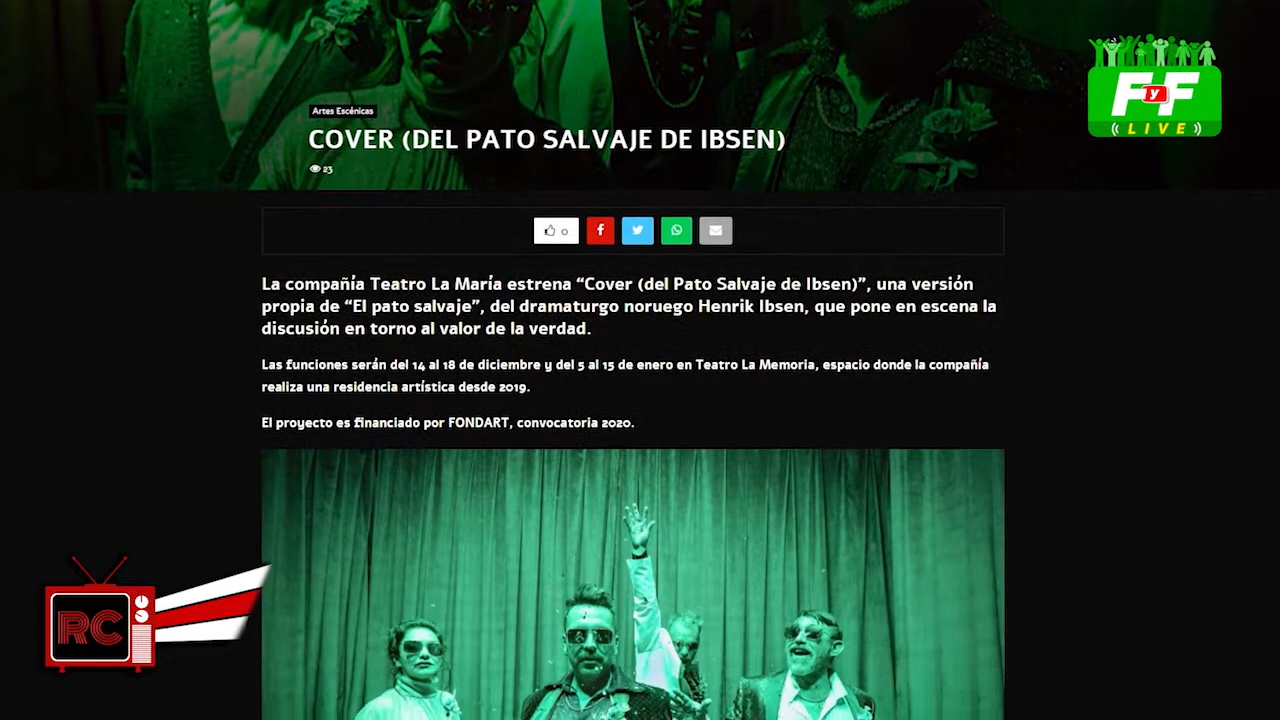 FyF
LIVE
Artes Escénicas
COVER (DEL PATO SALVAJE DE IBSEN)
23
0
La compañía Teatro La María estrena “Cover (del Pato Salvaje de Ibsen)”, una versión
propia de “El pato salvaje”, del dramaturgo noruego Henrik Ibsen, que pone en escena la
discusión en torno al valor de la verdad.
Las funciones serán del 14 al 18 de diciembre y del 5 al 15 de enero en Teatro La Memoria, espacio donde la compañía
realiza una residencia artística desde 2019.
El proyecto es financiado por FONDART, convocatoria 2020.
RC